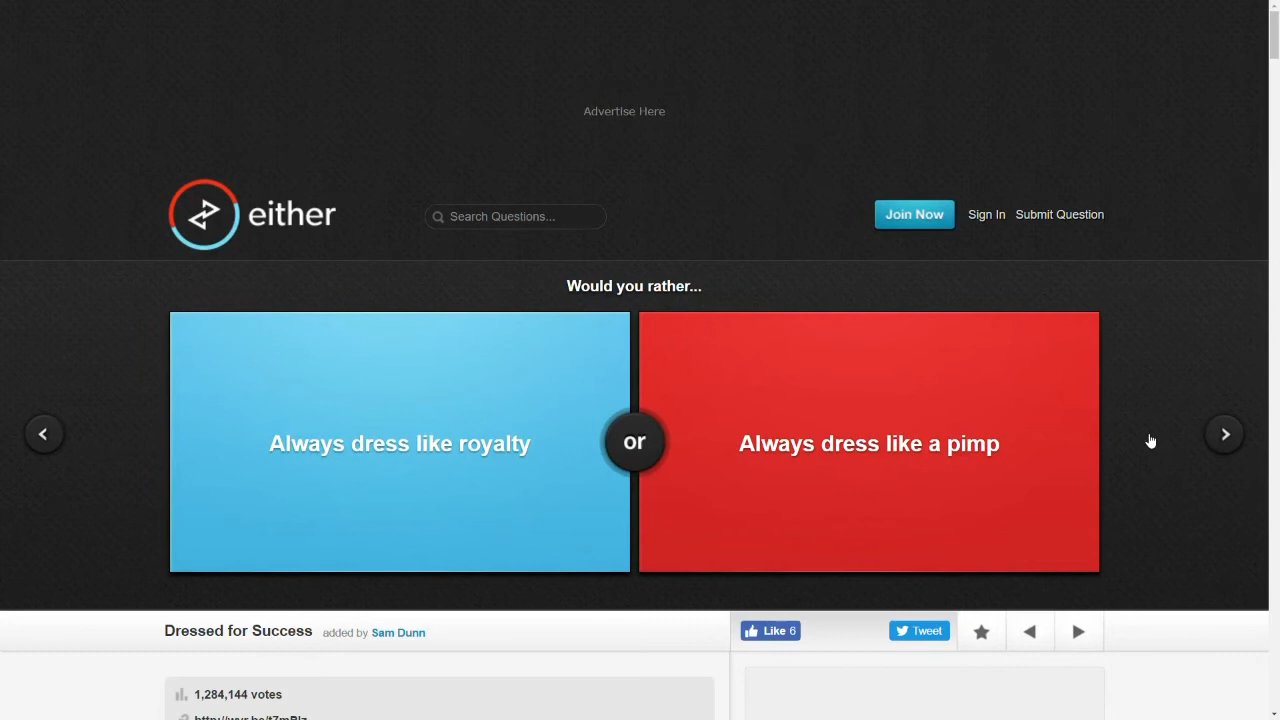 Advertise Here
either
Search Questions...
Join Now
Sign In
Submit Question
Would you rather...
Always dress like royalty
or
Always dress like a pimp
Dressed for Success
added by Sam Dunn
Like 6
Tweet
1,284,144 votes